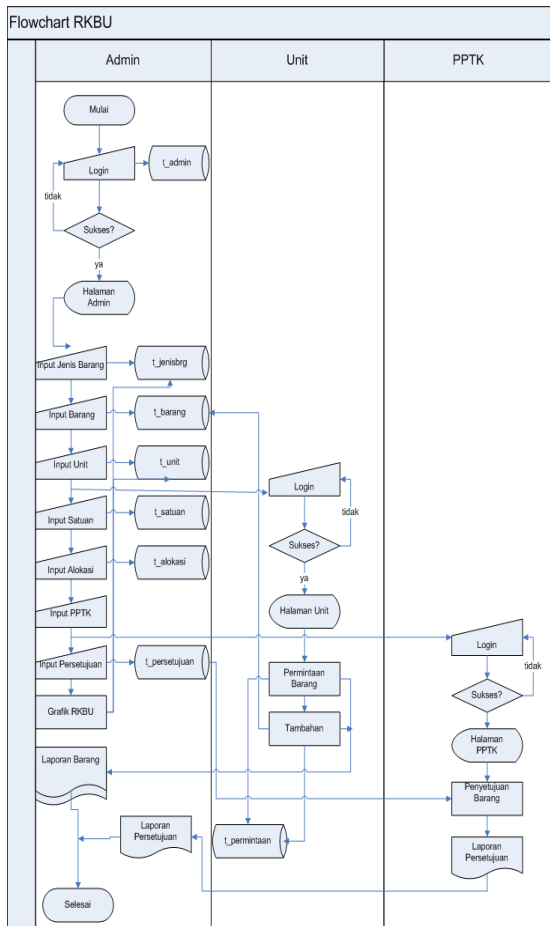 Flowchart RKBU
Admin
Unit
PPTK
Mulai
Login
t_admin
tidak
Sukses?
ya
Halaman
Admin
Input Jenis Barang
t_jenisbrg
Input Barang
t_barang
Input Unit
t_unit
Input Satuan
t_satuan
Input Alokasi
t_alokasi
Input PPTK
Input Persetujuan
t_persetujuan
Grafik RKBU
Laporan Barang
Laporan
Persetujuan
Selesai
Login
tidak
Sukses?
ya
Halaman Unit
Permintaan
Barang
Tambahan
t_permintaan
Login
tidak
Sukses?
Halaman
PPTK
Penyetujuan
Barang
Laporan
Persetujuan